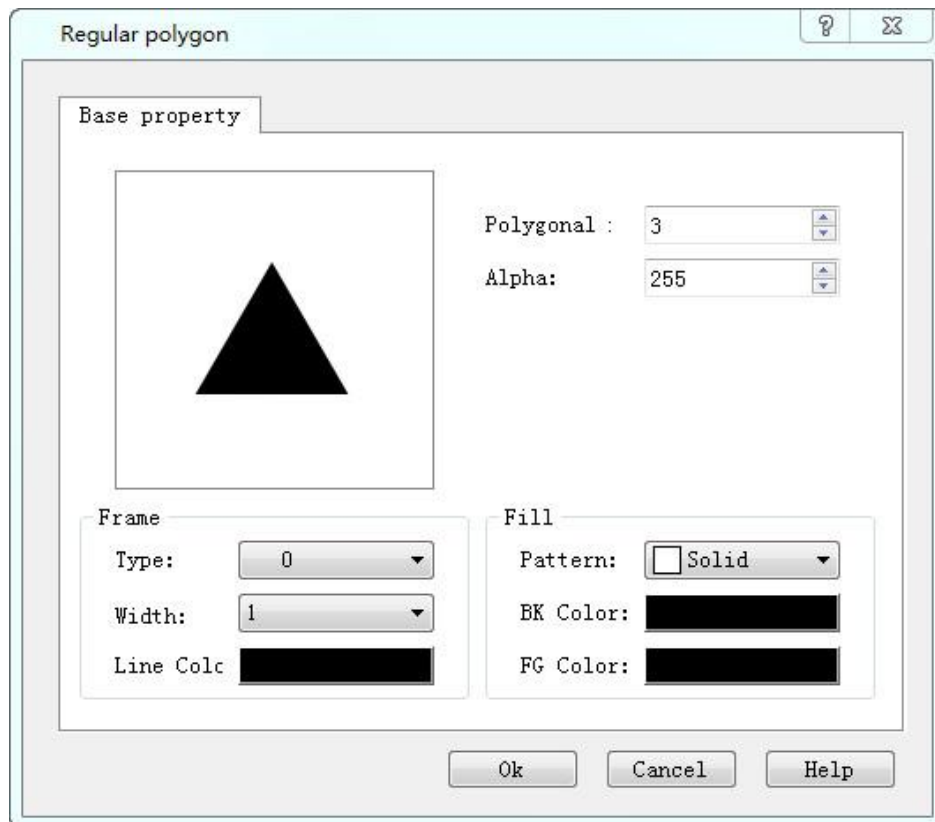 Regular polygon
Base property
Polygonal :
3
Alpha:
255
Frame
Type:
0
Width:
1
Line Colc
Fill
Pattern:
Solid
BK Color:
FG Color:
Ok
Cancel
Help